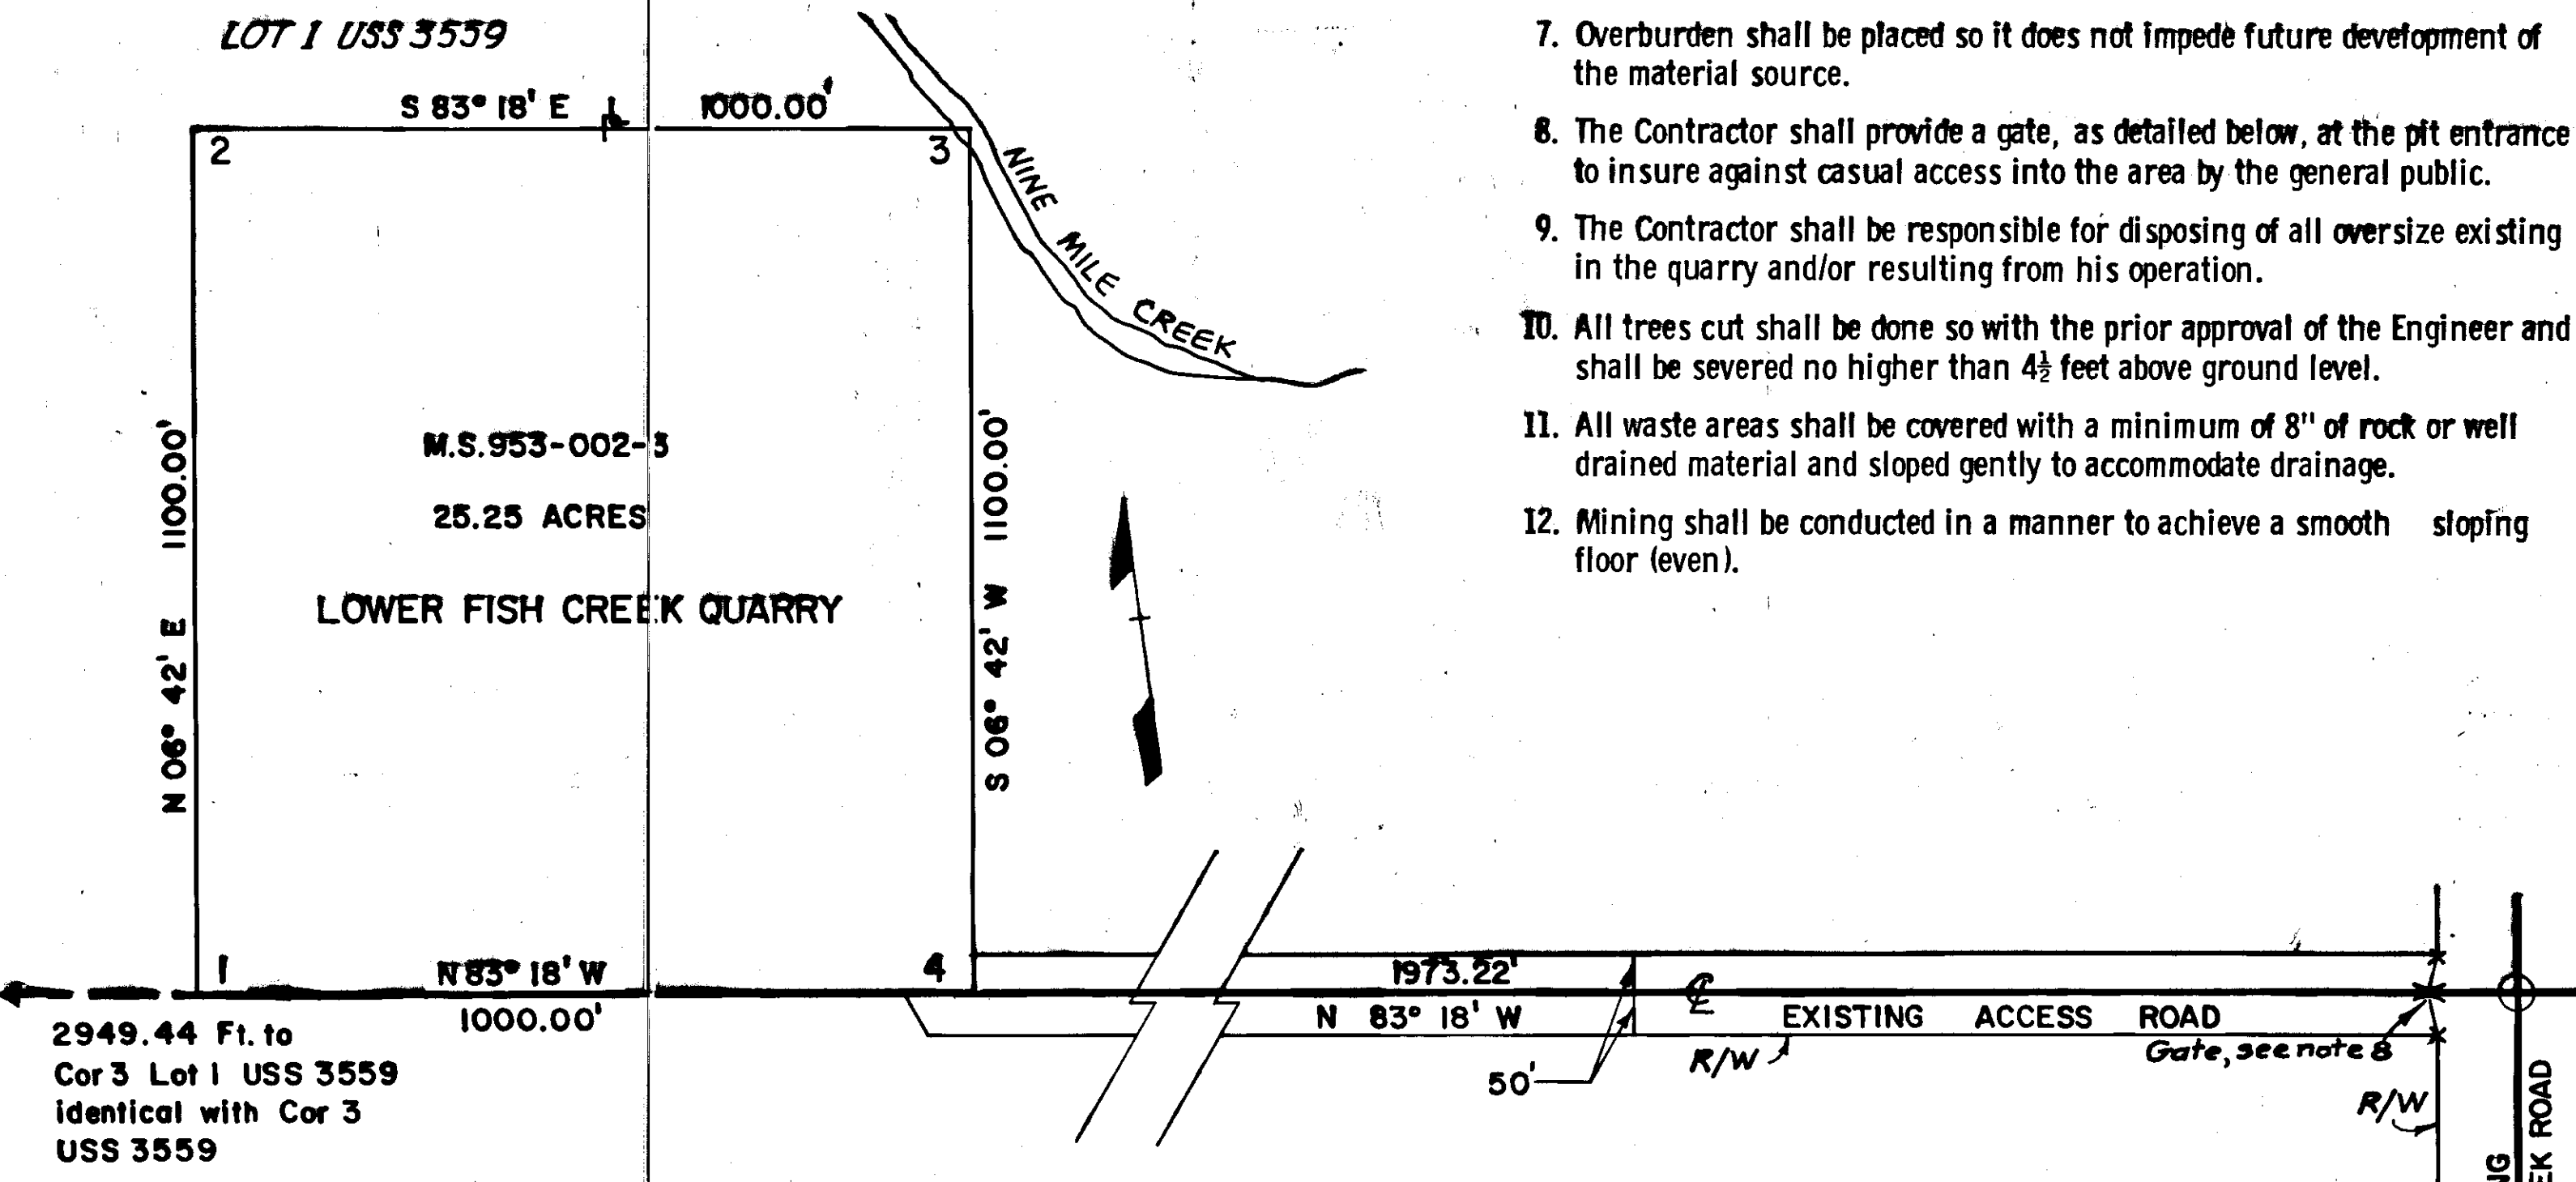 LOT 1 USS 3559
S 83° 18' E 1000.00'
2
3
NINE MILE CREEK
M.S.953-002-3
25.25 ACRES
LOWER FISH CREEK QUARRY
N 06° 42' E 1100.00'
S 06° 42' W 1100.00'
1
N 83° 18' W
4
1000.00'
2949.44 Ft. to
Cor 3 Lot 1 USS 3559
identical with Cor 3
USS 3559
1973.22'
N 83° 18' W
50'
℄
EXISTING ACCESS ROAD
R/W
Gate, see note 8
R/W
EK ROAD
7. Overburden shall be placed so it does not impede future development of
the material source.
8. The Contractor shall provide a gate, as detailed below, at the pit entrance
to insure against casual access into the area by the general public.
9. The Contractor shall be responsible for disposing of all oversize existing
in the quarry and/or resulting from his operation.
10. All trees cut shall be done so with the prior approval of the Engineer and
shall be severed no higher than 4½ feet above ground level.
11. All waste areas shall be covered with a minimum of 8" of rock or well
drained material and sloped gently to accommodate drainage.
12. Mining shall be conducted in a manner to achieve a smooth sloping
floor (even).